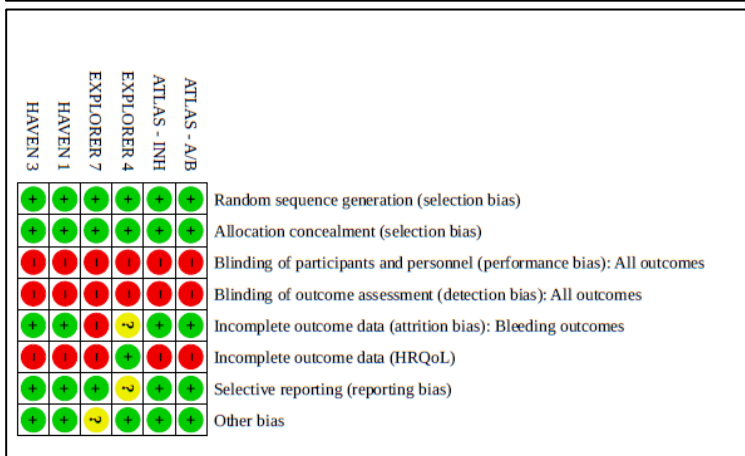 HAVEN 3
HAVEN 1
EXPLORER 7
EXPLORER 4
ATLAS - INH
ATLAS - A/B
+ + + + + + Random sequence generation (selection bias)
+ + + + + + Allocation concealment (selection bias)
- - - - - - Blinding of participants and personnel (performance bias): All outcomes
- - - - - - Blinding of outcome assessment (detection bias): All outcomes
+ + - ? + + Incomplete outcome data (attrition bias): Bleeding outcomes
- - - + - - Incomplete outcome data (HRQoL)
+ + + ? + + Selective reporting (reporting bias)
+ + ? + + + Other bias